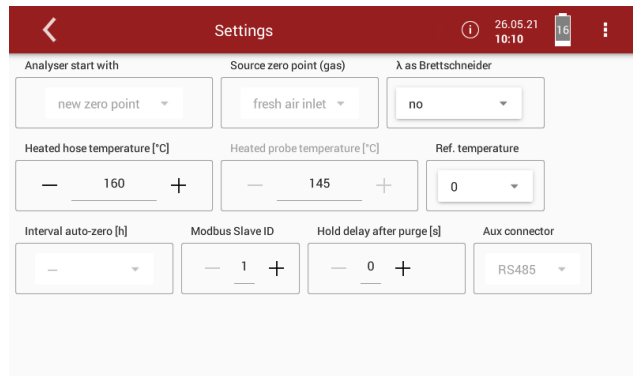 Settings
26.05.21
10:10
16
Analyser start with
Source zero point (gas)
λ as Brettschneider
new zero point
fresh air inlet
no
Heated hose temperature [°C]
Heated probe temperature [°C]
Ref. temperature
— 160 +
— 145 +
0
Interval auto-zero [h]
Modbus Slave ID
Hold delay after purge [s]
Aux connector
—
— 1 +
— 0 +
RS485